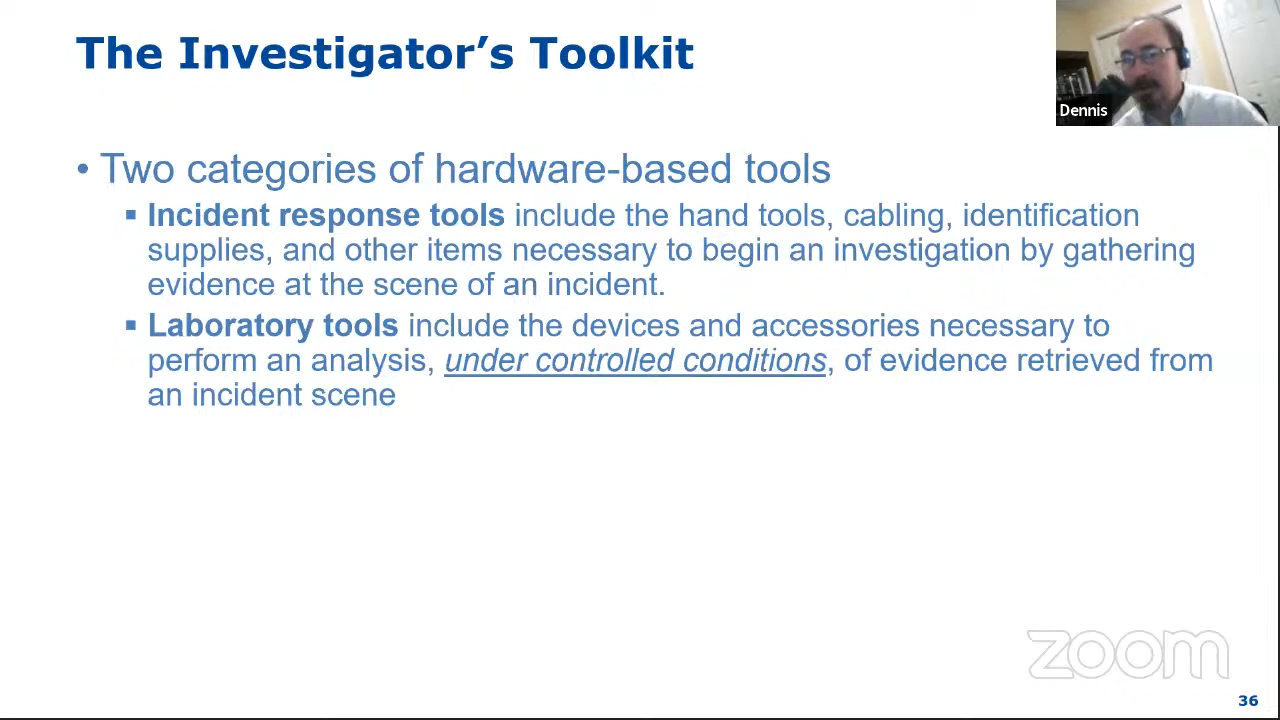 The Investigator's Toolkit
Dennis
• Two categories of hardware-based tools
▪ Incident response tools include the hand tools, cabling, identification
supplies, and other items necessary to begin an investigation by gathering
evidence at the scene of an incident.
▪ Laboratory tools include the devices and accessories necessary to
perform an analysis, under controlled conditions, of evidence retrieved from
an incident scene
zoom
36